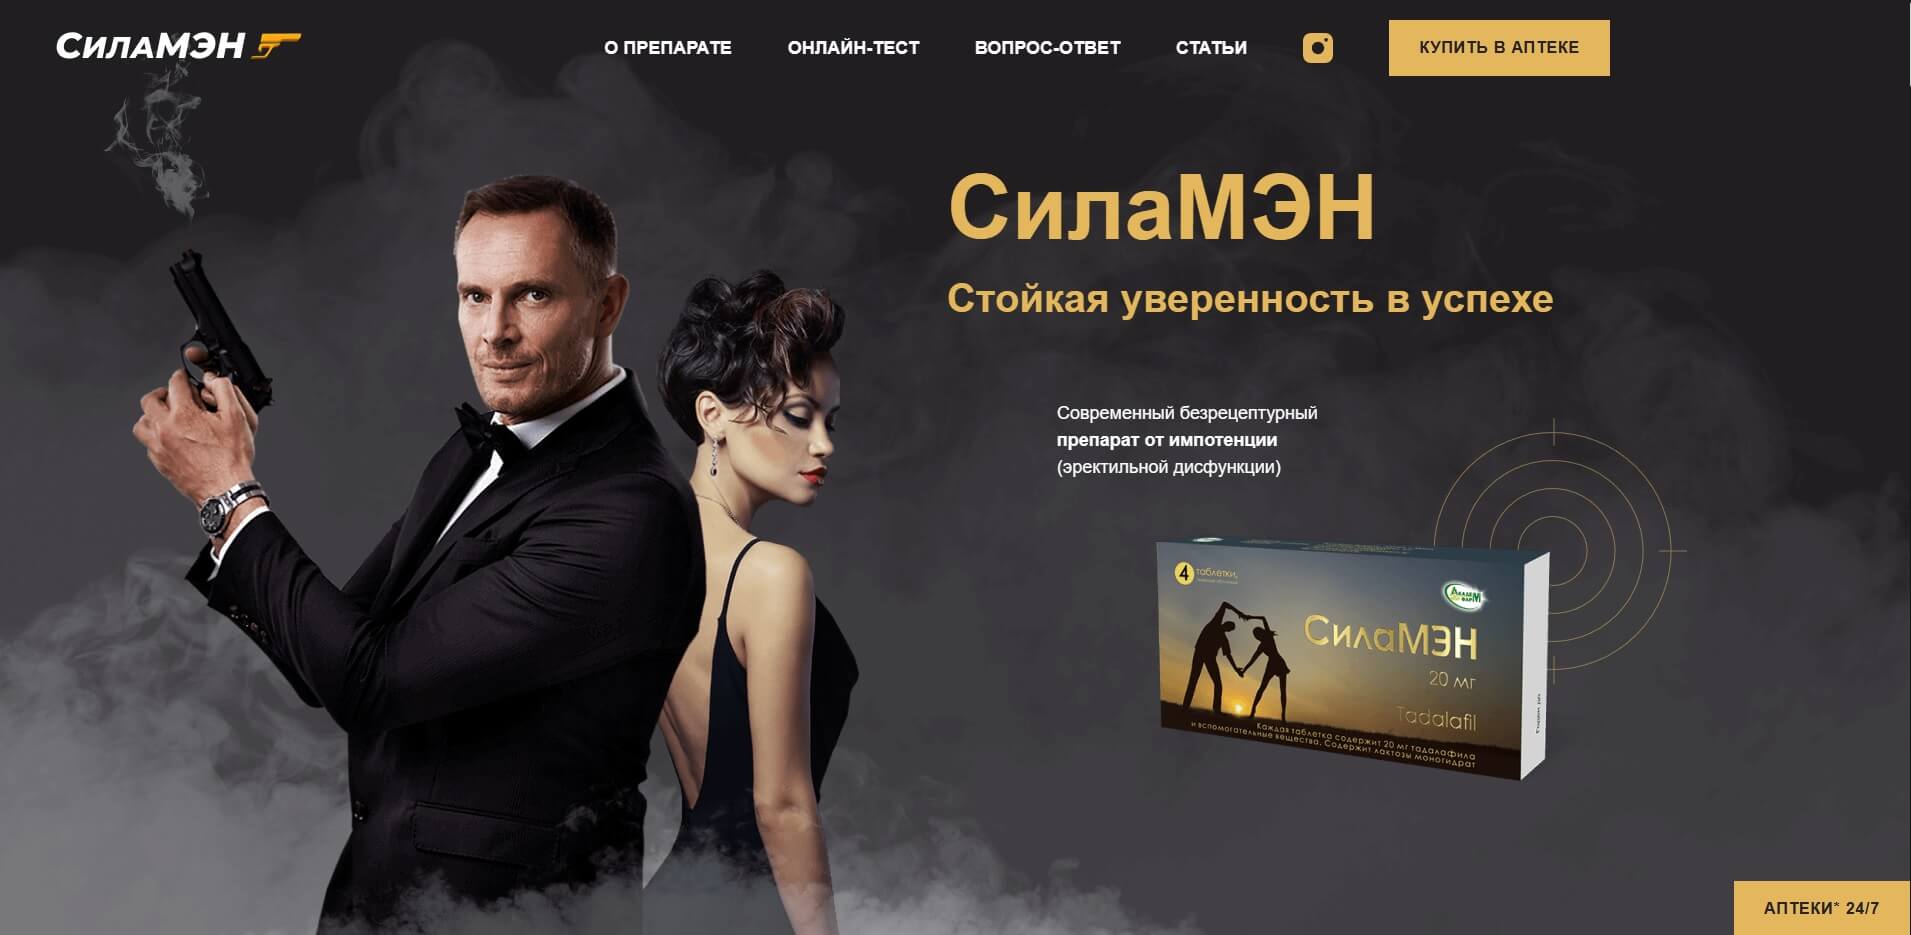 СилаМЭН
О ПРЕПАРАТЕ
ОНЛАЙН-ТЕСТ
ВОПРОС-ОТВЕТ
СТАТЬИ
КУПИТЬ В АПТЕКЕ
СилаМЭН
Стойкая уверенность в успехе
Современный безрецептурный
препарат от импотенции
(эректильной дисфункции)
4 таблетки,
АКАДЕМ
ФАРМ
СилаМЭН
20 мг
Tadalafil
Каждая таблетка содержит 20 мг тадалафила
и вспомогательные вещества. Содержит лактозы моногидрат
АПТЕКИ* 24/7